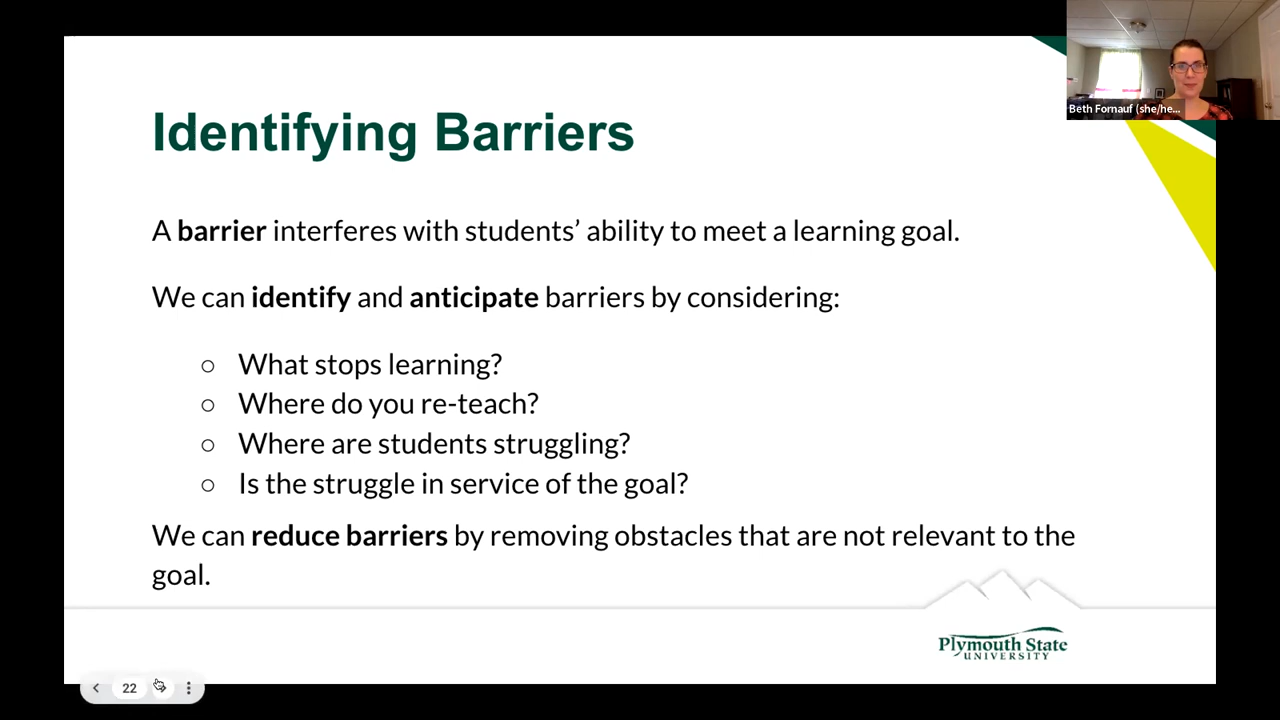 Beth Fornauf (she/he...
Identifying Barriers
A barrier interferes with students’ ability to meet a learning goal.
We can identify and anticipate barriers by considering:
○ What stops learning?
○ Where do you re-teach?
○ Where are students struggling?
○ Is the struggle in service of the goal?
We can reduce barriers by removing obstacles that are not relevant to the
goal.
Plymouth State
UNIVERSITY
22